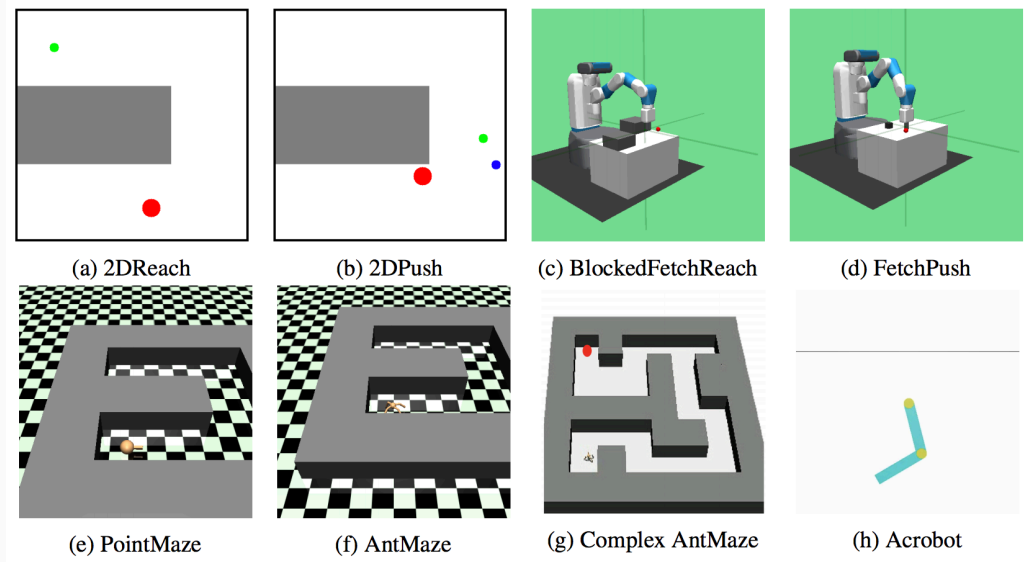 (a) 2DReach
(b) 2DPush
(c) BlockedFetchReach
(d) FetchPush
(e) PointMaze
(f) AntMaze
(g) Complex AntMaze
(h) Acrobot